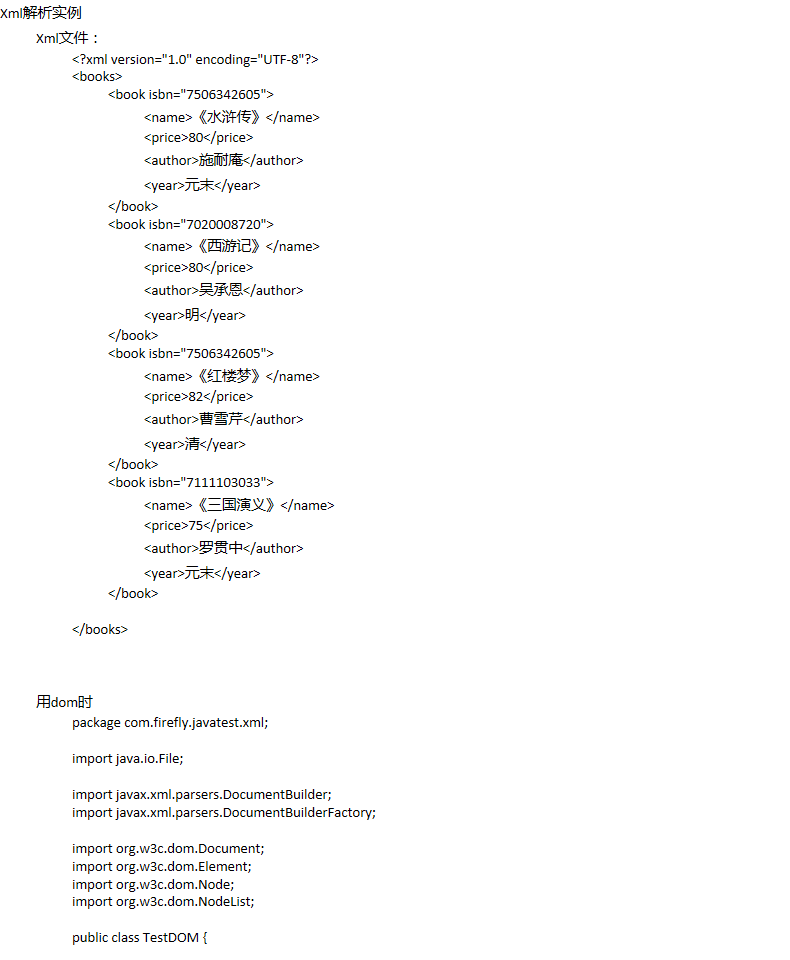 Xml解析实例
Xml文件：
<?xml version="1.0" encoding="UTF-8"?>
<books>
<book isbn="7506342605">
<name>《水浒传》</name>
<price>80</price>
<author>施耐庵</author>
<year>元末</year>
</book>
<book isbn="7020008720">
<name>《西游记》</name>
<price>80</price>
<author>吴承恩</author>
<year>明</year>
</book>
<book isbn="7506342605">
<name>《红楼梦》</name>
<price>82</price>
<author>曹雪芹</author>
<year>清</year>
</book>
<book isbn="7111103033">
<name>《三国演义》</name>
<price>75</price>
<author>罗贯中</author>
<year>元末</year>
</book>
</books>
用dom时
package com.firefly.javatest.xml;
import java.io.File;
import javax.xml.parsers.DocumentBuilder;
import javax.xml.parsers.DocumentBuilderFactory;
import org.w3c.dom.Document;
import org.w3c.dom.Element;
import org.w3c.dom.Node;
import org.w3c.dom.NodeList;
public class TestDOM {